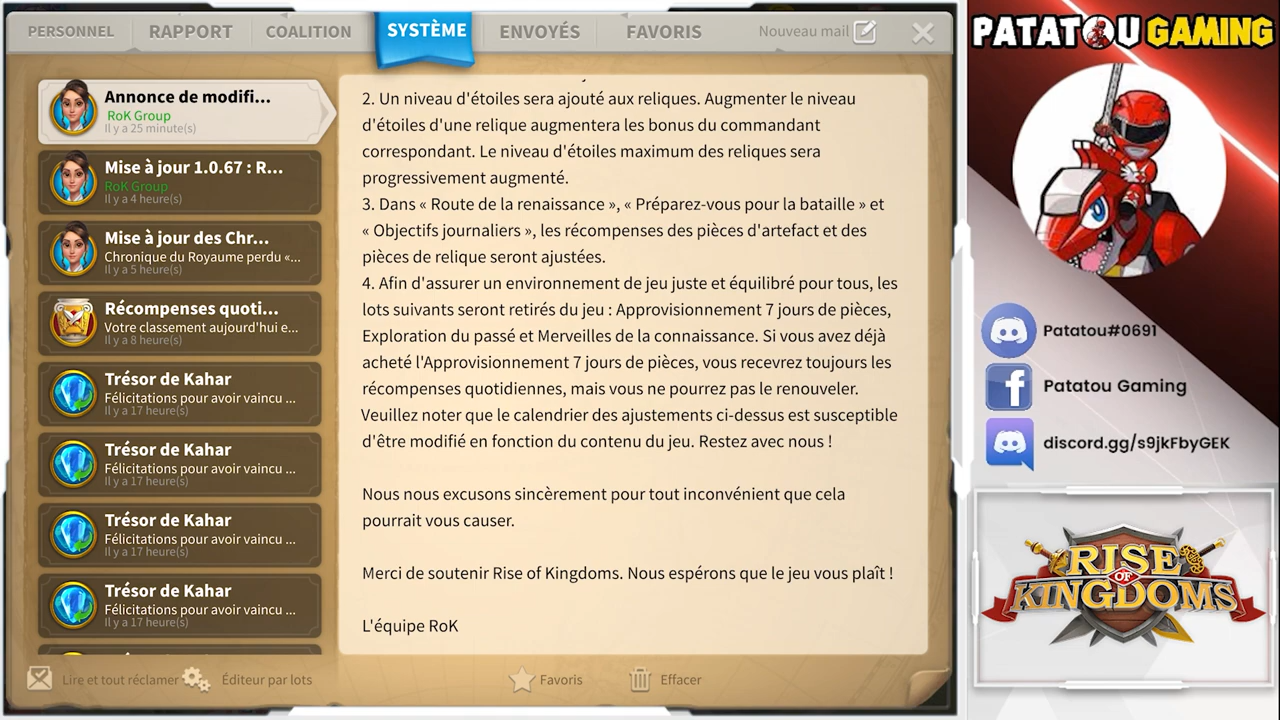 PERSONNEL
RAPPORT
COALITION
SYSTÈME
ENVOYÉS
FAVORIS
Nouveau mail
Annonce de modifi...
RoK Group
Il y a 25 minute(s)
Mise à jour 1.0.67 : R...
RoK Group
Il y a 4 heure(s)
Mise à jour des Chr...
Chronique du Royaume perdu «...
Il y a 5 heure(s)
Récompenses quoti...
Votre classement aujourd'hui e...
Il y a 8 heure(s)
Trésor de Kahar
Félicitations pour avoir vaincu ...
Il y a 17 heure(s)
Trésor de Kahar
Félicitations pour avoir vaincu ...
Il y a 17 heure(s)
Trésor de Kahar
Félicitations pour avoir vaincu ...
Il y a 17 heure(s)
Trésor de Kahar
Félicitations pour avoir vaincu ...
Il y a 17 heure(s)
2. Un niveau d'étoiles sera ajouté aux reliques. Augmenter le niveau
d'étoiles d'une relique augmentera les bonus du commandant
correspondant. Le niveau d'étoiles maximum des reliques sera
progressivement augmenté.
3. Dans « Route de la renaissance », « Préparez-vous pour la bataille » et
« Objectifs journaliers », les récompenses des pièces d'artefact et des
pièces de relique seront ajustées.
4. Afin d'assurer un environnement de jeu juste et équilibré pour tous, les
lots suivants seront retirés du jeu : Approvisionnement 7 jours de pièces,
Exploration du passé et Merveilles de la connaissance. Si vous avez déjà
acheté l'Approvisionnement 7 jours de pièces, vous recevrez toujours les
récompenses quotidiennes, mais vous ne pourrez pas le renouveler.
Veuillez noter que le calendrier des ajustements ci-dessus est susceptible
d'être modifié en fonction du contenu du jeu. Restez avec nous !
Nous nous excusons sincèrement pour tout inconvénient que cela
pourrait vous causer.
Merci de soutenir Rise of Kingdoms. Nous espérons que le jeu vous plaît !
L'équipe RoK
Lire et tout réclamer
Éditeur par lots
Favoris
Effacer
PATATOU GAMING
Patatou#0691
Patatou Gaming
discord.gg/s9jkFbyGEK
RISE
OF
KINGDOMS